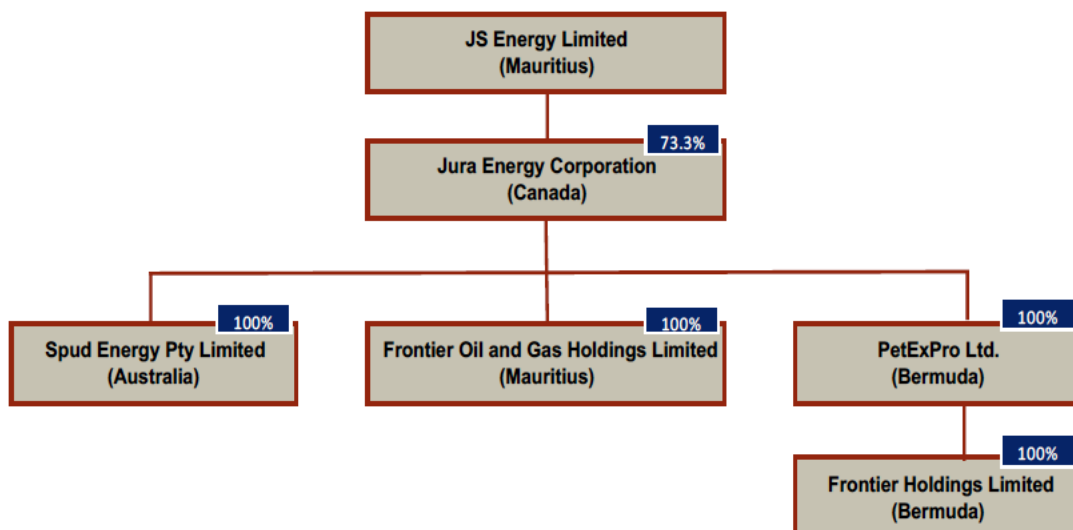 JS Energy Limited
(Mauritius)
73.3%
Jura Energy Corporation
(Canada)
100%
Spud Energy Pty Limited
(Australia)
100%
Frontier Oil and Gas Holdings Limited
(Mauritius)
100%
PetExPro Ltd.
(Bermuda)
100%
Frontier Holdings Limited
(Bermuda)